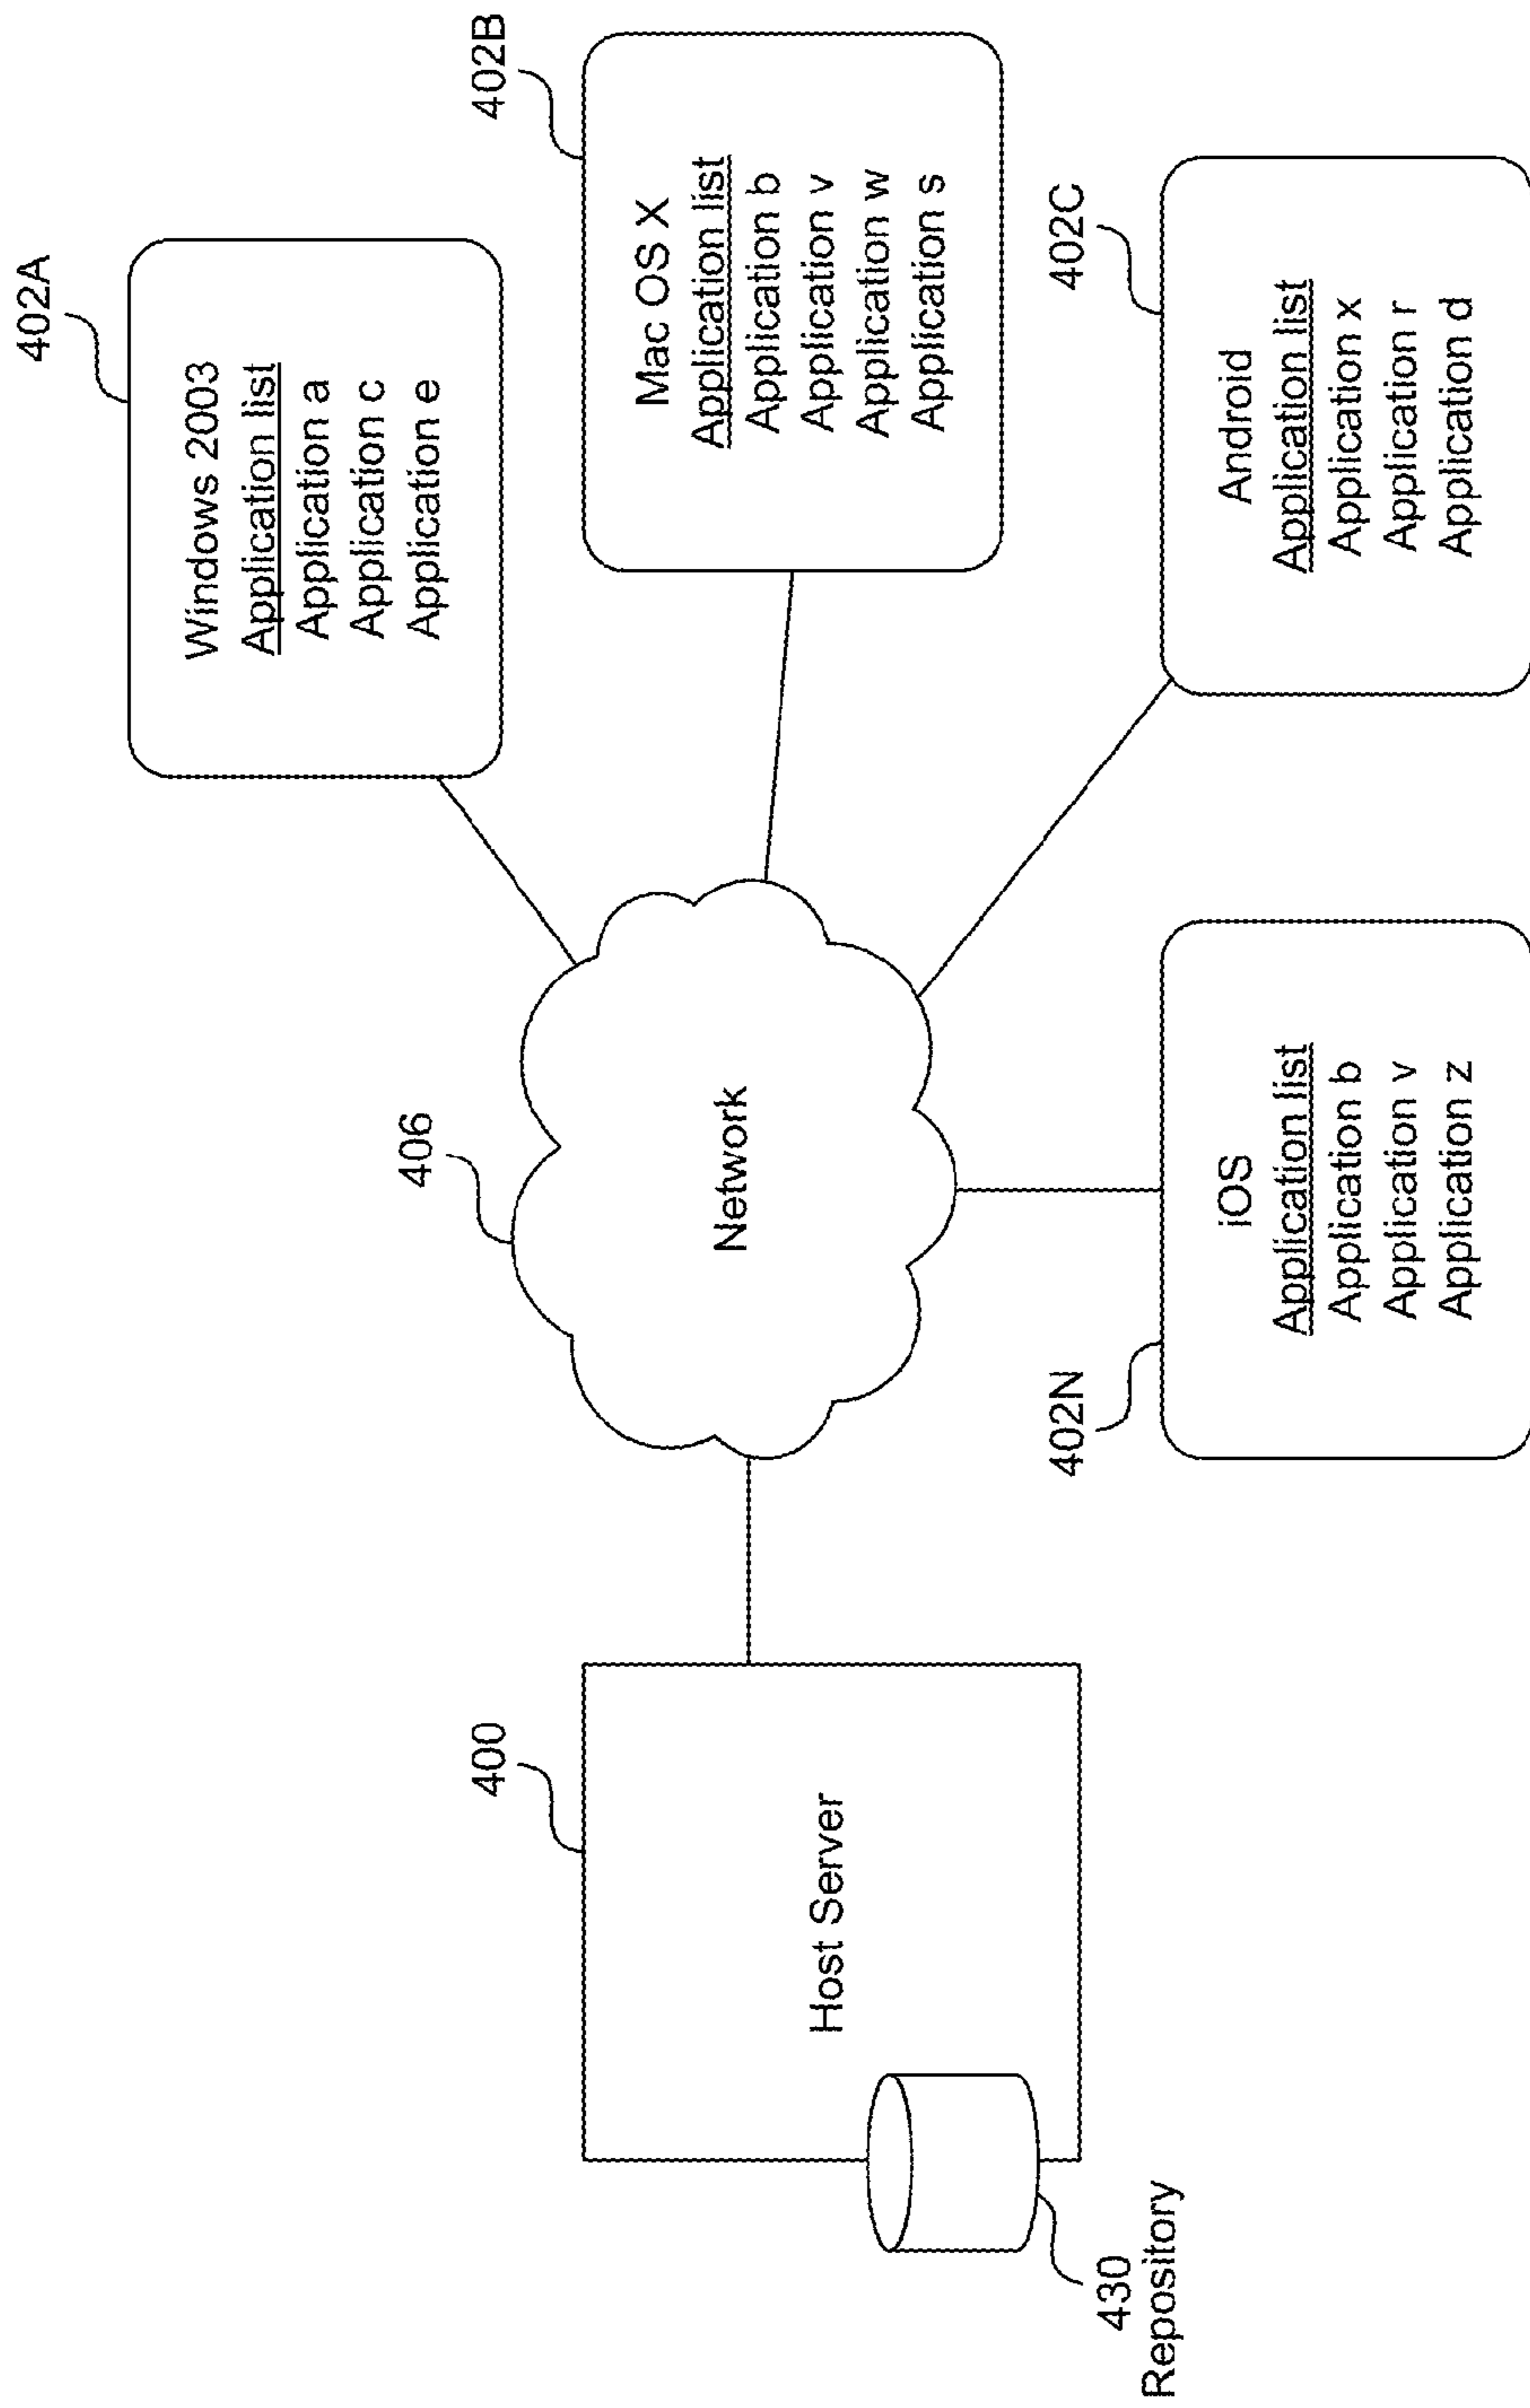 402A
Windows 2003
Application list
Application a
Application c
Application e
402B
Mac OS X
Application list
Application b
Application v
Application w
Application s
406
Network
400
Host Server
430
Repository
402N
iOS
Application list
Application b
Application v
Application z
402C
Android
Application list
Application x
Application r
Application d